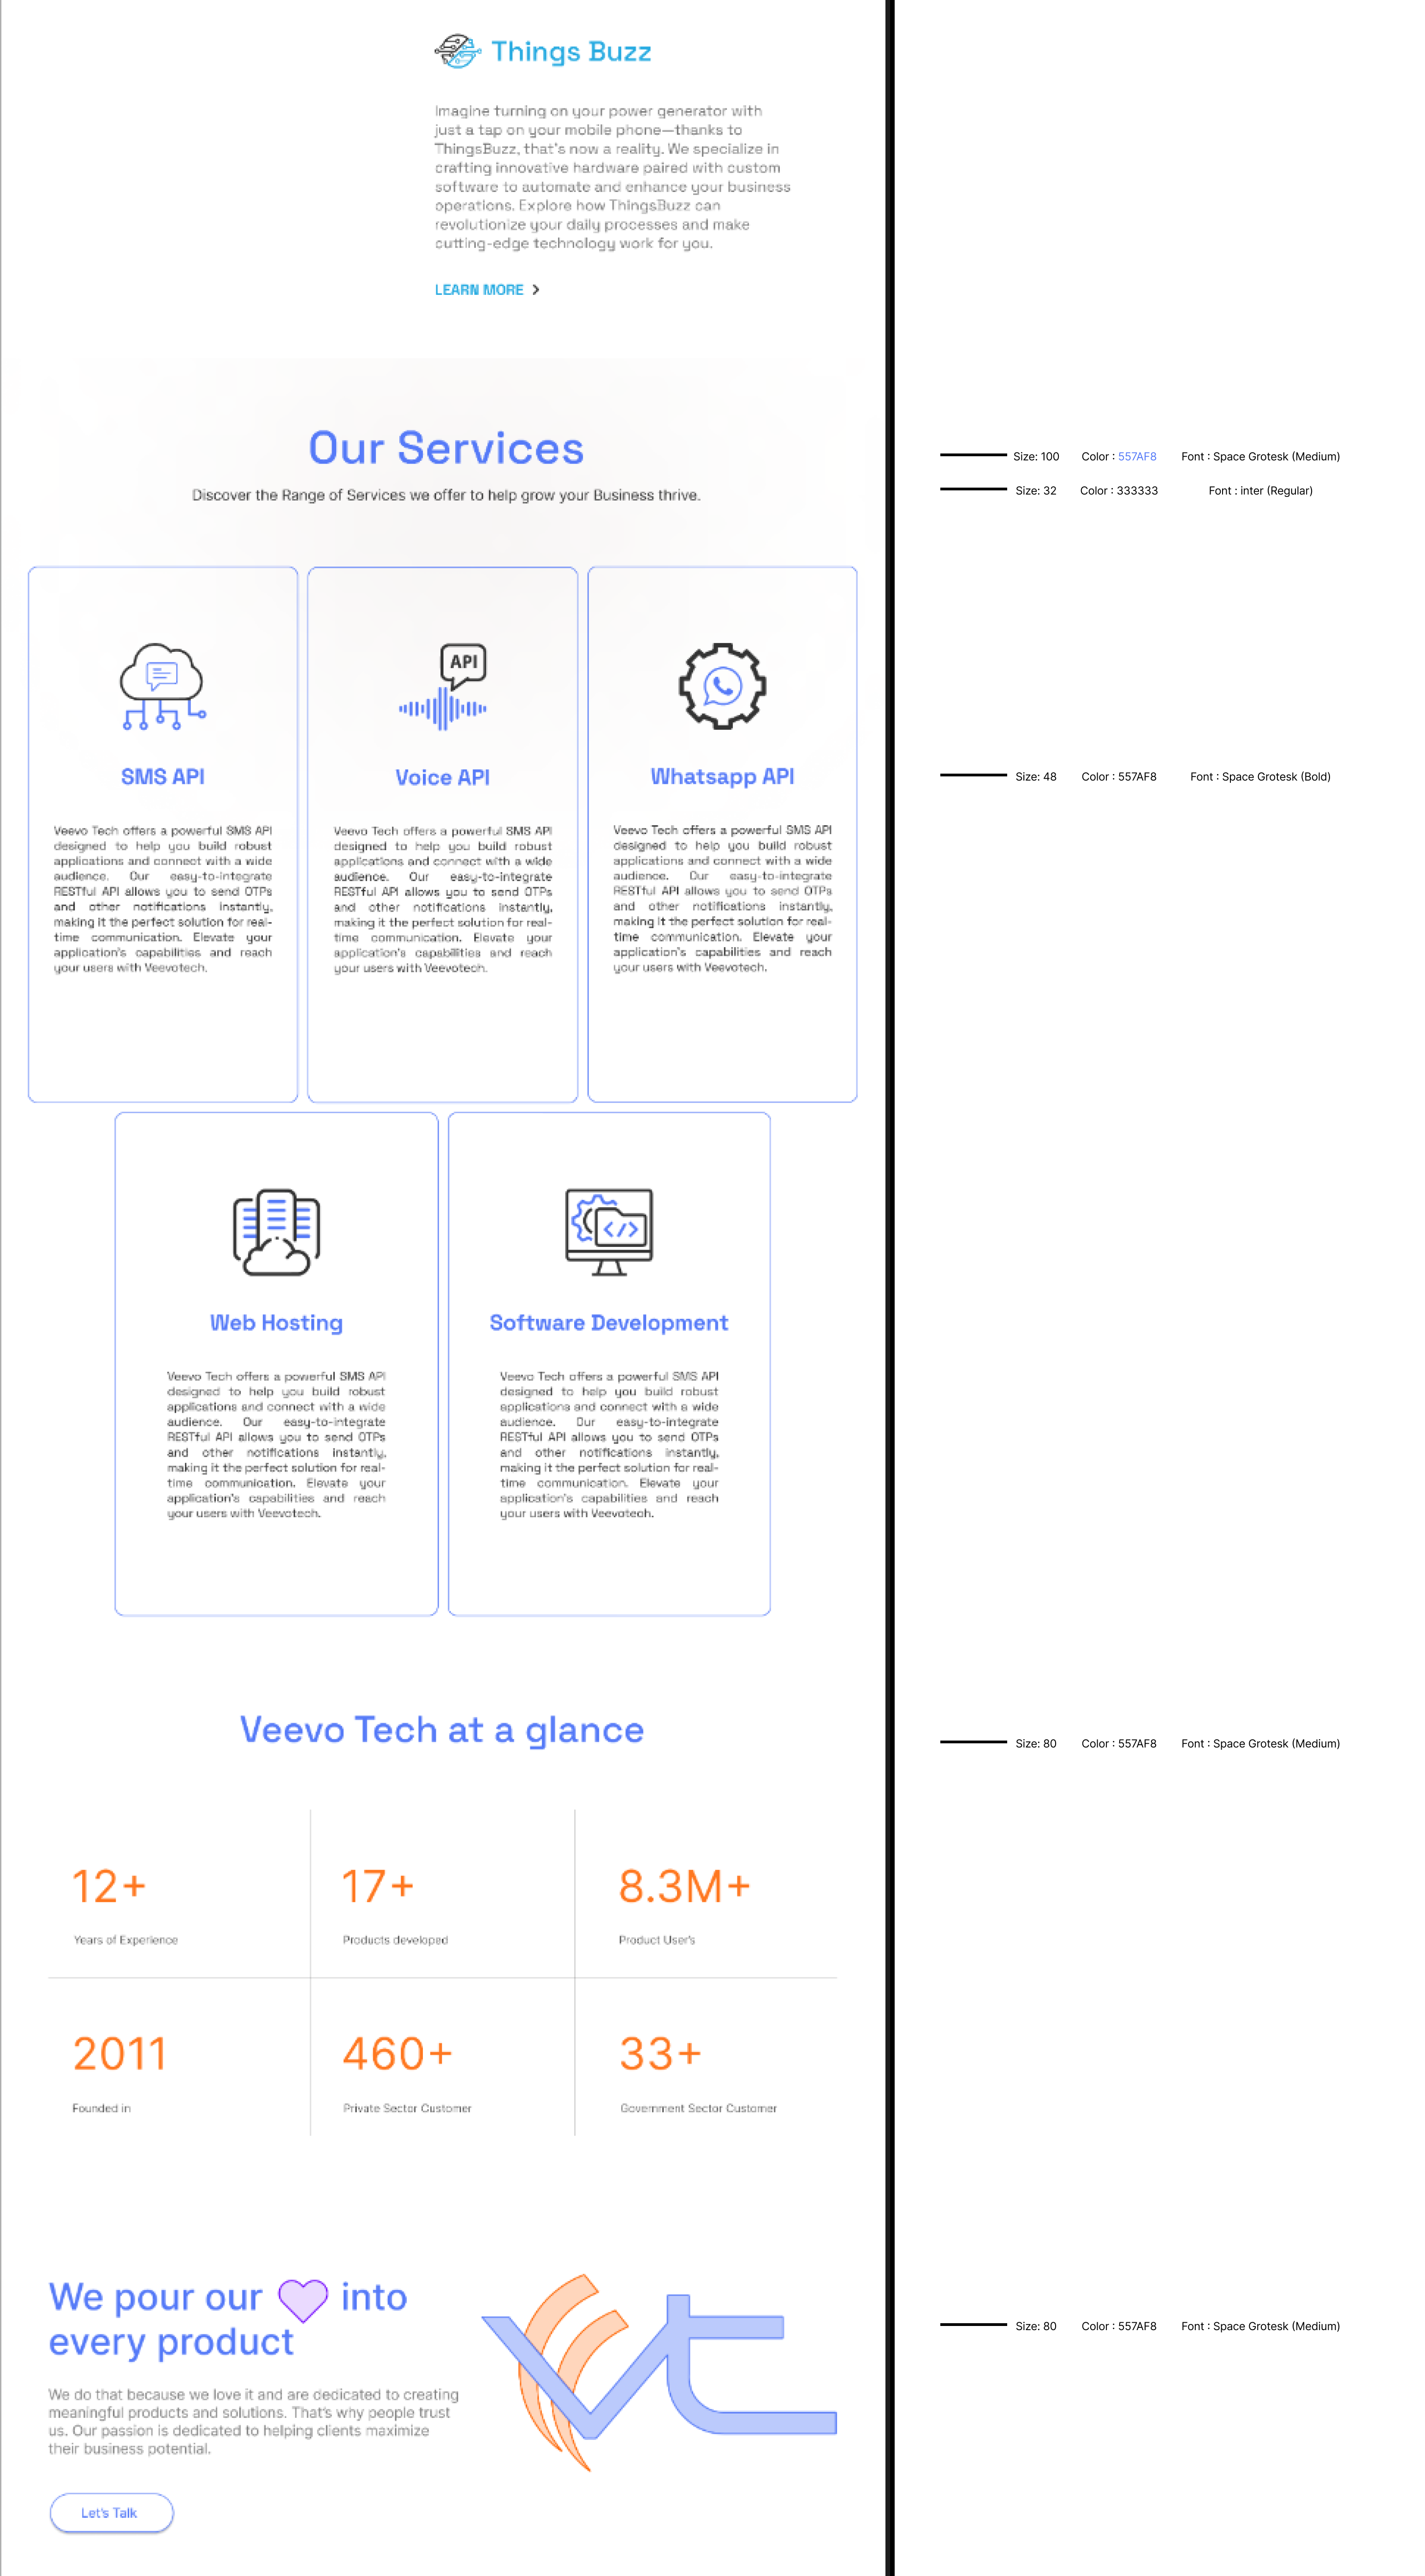 Things Buzz
Imagine turning on your power generator with
just a tap on your mobile phone—thanks to
ThingsBuzz, that's now a reality. We specialize in
crafting innovative hardware paired with custom
software to automate and enhance your business
operations. Explore how ThingsBuzz can
revolutionize your daily processes and make
cutting-edge technology work for you.
LEARN MORE
Our Services
Size: 100 Color : 557AF8 Font : Space Grotesk (Medium)
Discover the Range of Services we offer to help grow your Business thrive.
Size: 32 Color : 333333 Font : inter (Regular)
SMS API
Veevo Tech offers a powerful SMS API
designed to help you build robust
applications and connect with a wide
audience. Our easy-to-integrate
RESTful API allows you to send OTPs
and other notifications instantly,
making it the perfect solution for real-
time communication. Elevate your
application's capabilities and reach
your users with Veevotech.
API
Voice API
Veevo Tech offers a powerful SMS API
designed to help you build robust
applications and connect with a wide
audience. Our easy-to-integrate
RESTful API allows you to send OTPs
and other notifications instantly,
making it the perfect solution for real-
time communication. Elevate your
application's capabilities and reach
your users with Veevotech.
Whatsapp API
Veevo Tech offers a powerful SMS API
designed to help you build robust
applications and connect with a wide
audience. Our easy-to-integrate
RESTful API allows you to send OTPs
and other notifications instantly,
making it the perfect solution for real-
time communication. Elevate your
application's capabilities and reach
your users with Veevotech.
Size: 48 Color : 557AF8 Font : Space Grotesk (Bold)
</>
Web Hosting
Veevo Tech offers a powerful SMS API
designed to help you build robust
applications and connect with a wide
audience. Our easy-to-integrate
RESTful API allows you to send OTPs
and other notifications instantly,
making it the perfect solution for real-
time communication. Elevate your
application's capabilities and reach
your users with Veevotech.
Software Development
Veevo Tech offers a powerful SMS API
designed to help you build robust
applications and connect with a wide
audience. Our easy-to-integrate
RESTful API allows you to send OTPs
and other notifications instantly,
making it the perfect solution for real-
time communication. Elevate your
application's capabilities and reach
your users with Veevotech.
Veevo Tech at a glance
Size: 80 Color : 557AF8 Font : Space Grotesk (Medium)
12+
Years of Experience
17+
Products developed
8.3M+
Product User's
2011
Founded in
460+
Private Sector Customer
33+
Government Sector Customer
We pour our into
every product
Size: 80 Color : 557AF8 Font : Space Grotesk (Medium)
We do that because we love it and are dedicated to creating
meaningful products and solutions. That's why people trust
us. Our passion is dedicated to helping clients maximize
their business potential.
vt
Let's Talk